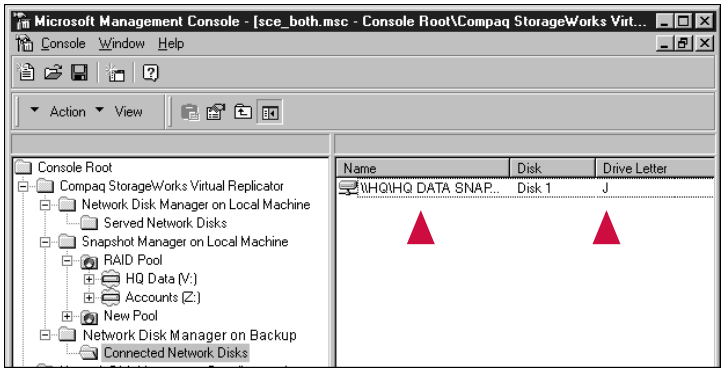 Microsoft Management Console - [sce_both.msc - Console Root\Compaq StorageWorks Virt...
Console Window Help
Action View
Console Root
Compaq StorageWorks Virtual Replicator
Network Disk Manager on Local Machine
Served Network Disks
Snapshot Manager on Local Machine
RAID Pool
HQ Data (V:)
Accounts (Z:)
New Pool
Network Disk Manager on Backup
Connected Network Disks
Name Disk Drive Letter
\\HQ\HQ DATA SNAP... Disk 1 J